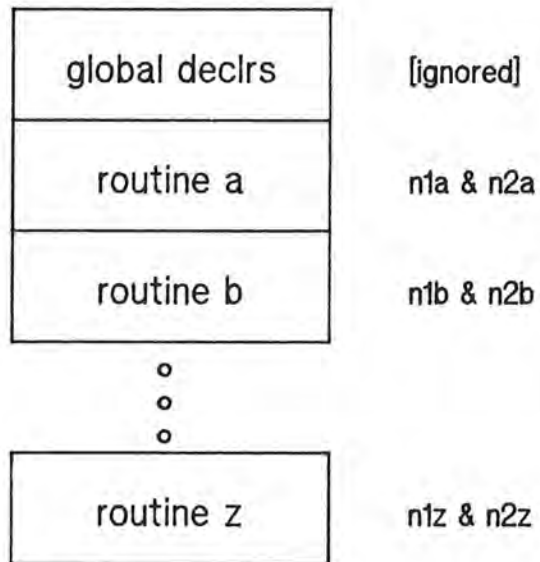 global declrs [ignored]
routine a n1a & n2a
routine b n1b & n2b
routine z n1z & n2z